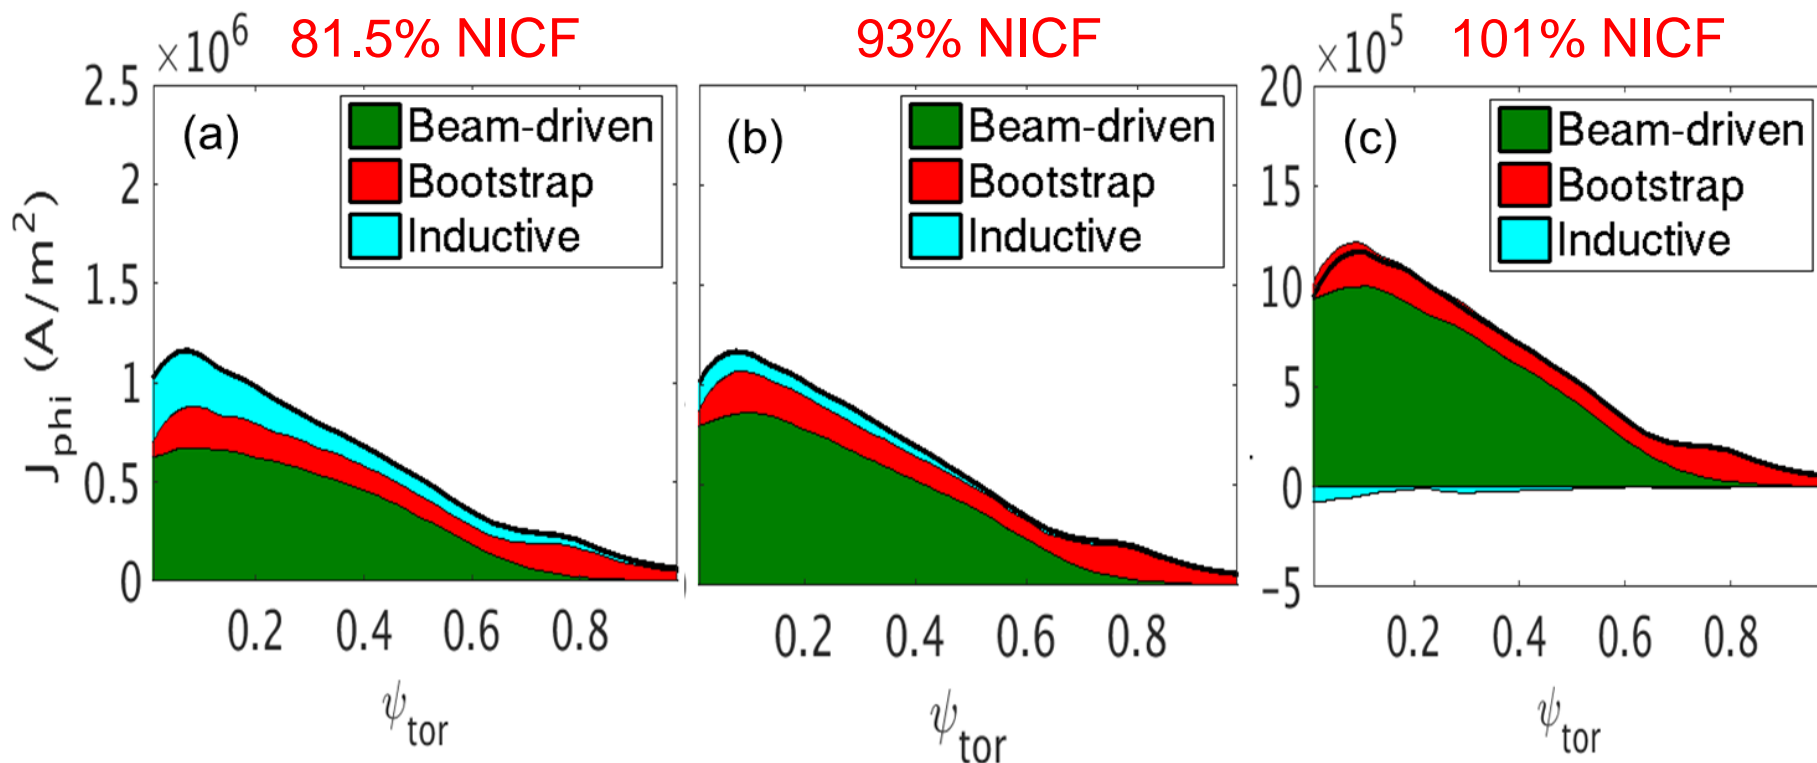 81.5% NICF
93% NICF
101% NICF
×10^6
2.5
2
1.5
1
0.5
0
J_phi (A/m^2)
(a)
Beam-driven
Bootstrap
Inductive
0.2 0.4 0.6 0.8
ψ_tor
(b)
Beam-driven
Bootstrap
Inductive
0.2 0.4 0.6 0.8
ψ_tor
×10^5
20
15
10
5
0
−5
(c)
Beam-driven
Bootstrap
Inductive
0.2 0.4 0.6 0.8
ψ_tor